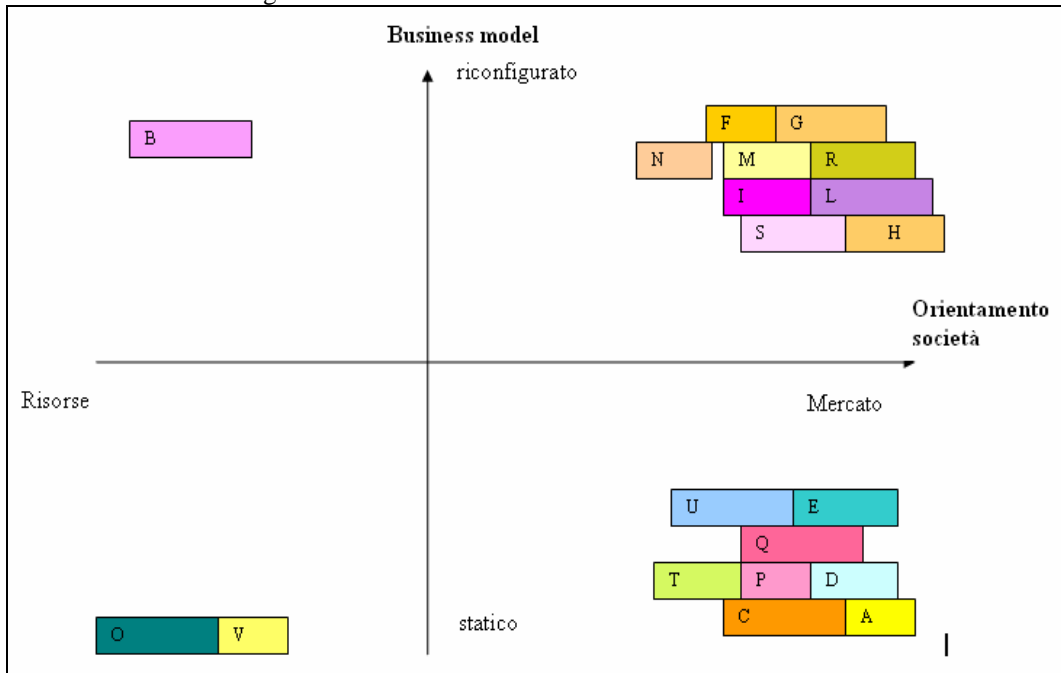 Business model
riconfigurato
B
F G
N M R
I L
S H
Orientamento
società
Risorse
Mercato
U E
Q
T P D
C A
O V
statico